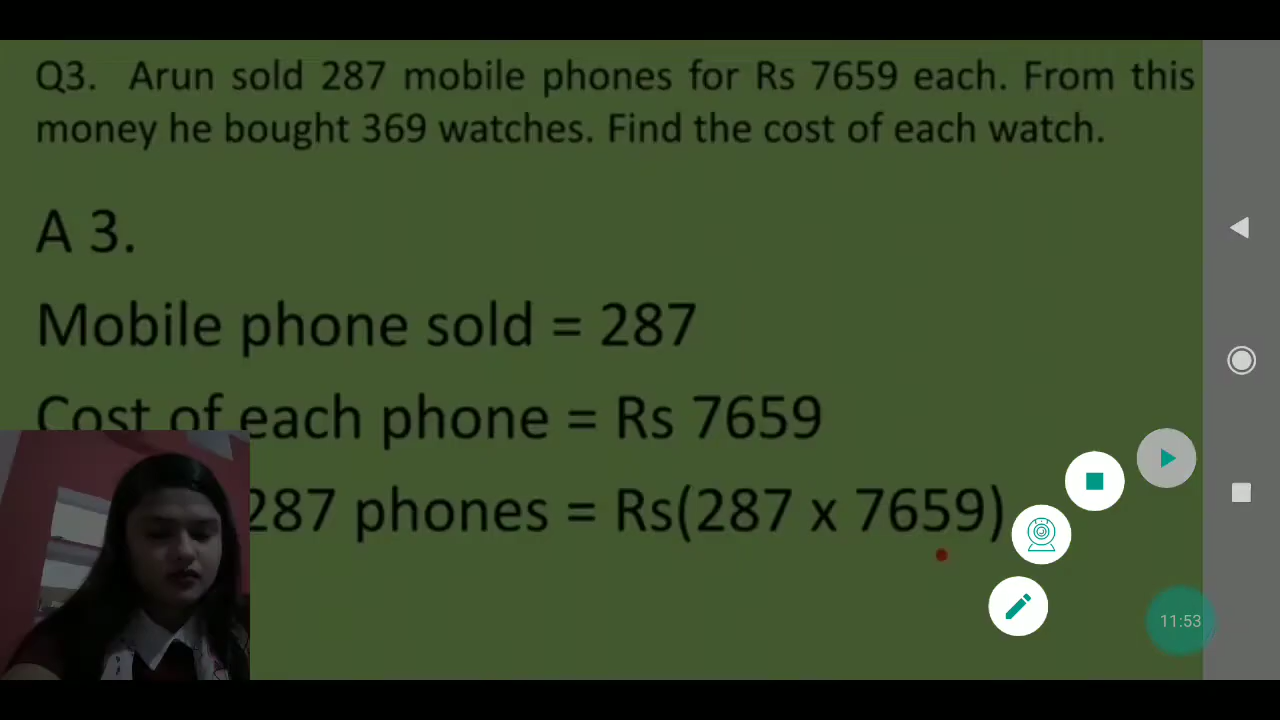 Q3. Arun sold 287 mobile phones for Rs 7659 each. From this
money he bought 369 watches. Find the cost of each watch.
A 3.
Mobile phone sold = 287
Cost of each phone = Rs 7659
287 phones = Rs(287 x 7659)
11:53